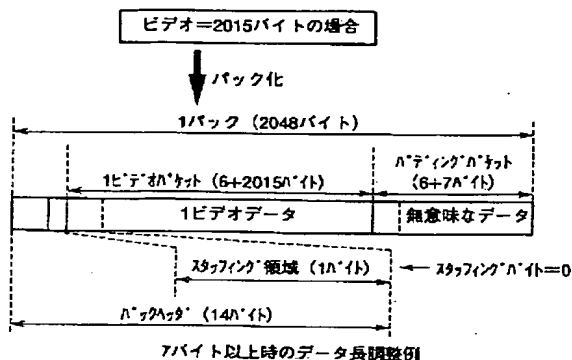 ビデオ=2015バイトの場合
パック化
1パック (2048バイト)
1ビデオパケット (6+2015バイト)
パディングパケット
(6+7バイト)
1ビデオデータ
無意味なデータ
スタッフィング領域 (1バイト)
スタッフィングバイト=0
パックヘッダ (14バイト)
7バイト以上時のデータ長調整例